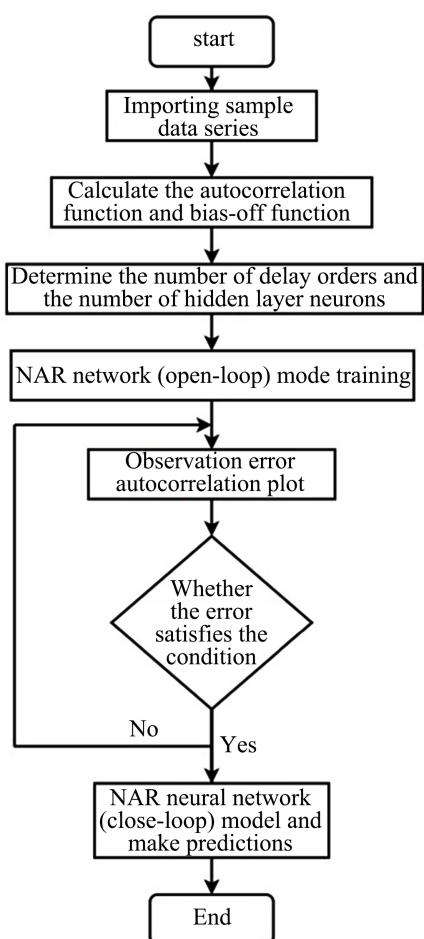 start
Importing sample
data series
Calculate the autocorrelation
function and bias-off function
Determine the number of delay orders and
the number of hidden layer neurons
NAR network (open-loop) mode training
Observation error
autocorrelation plot
Whether
the error
satisfies the
condition
No
Yes
NAR neural network
(close-loop) model and
make predictions
End